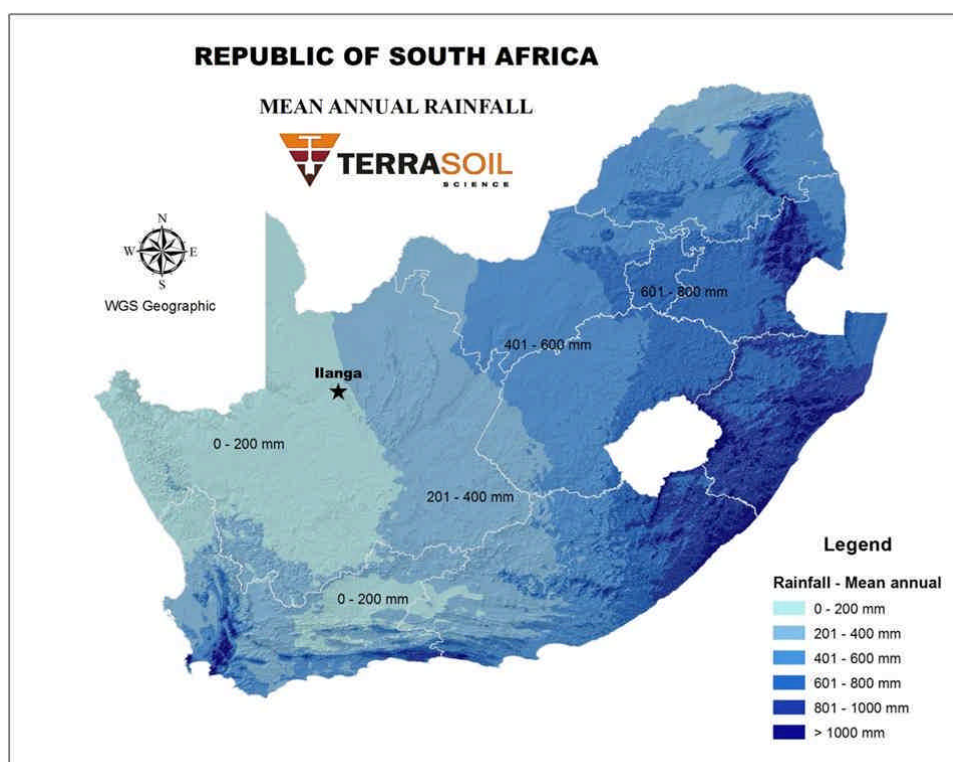 REPUBLIC OF SOUTH AFRICA
MEAN ANNUAL RAINFALL
TERRASOIL
SCIENCE
N
W E
S
WGS Geographic
601 - 800 mm
401 - 600 mm
Ilanga
0 - 200 mm
201 - 400 mm
0 - 200 mm
Legend
Rainfall - Mean annual
0 - 200 mm
201 - 400 mm
401 - 600 mm
601 - 800 mm
801 - 1000 mm
> 1000 mm